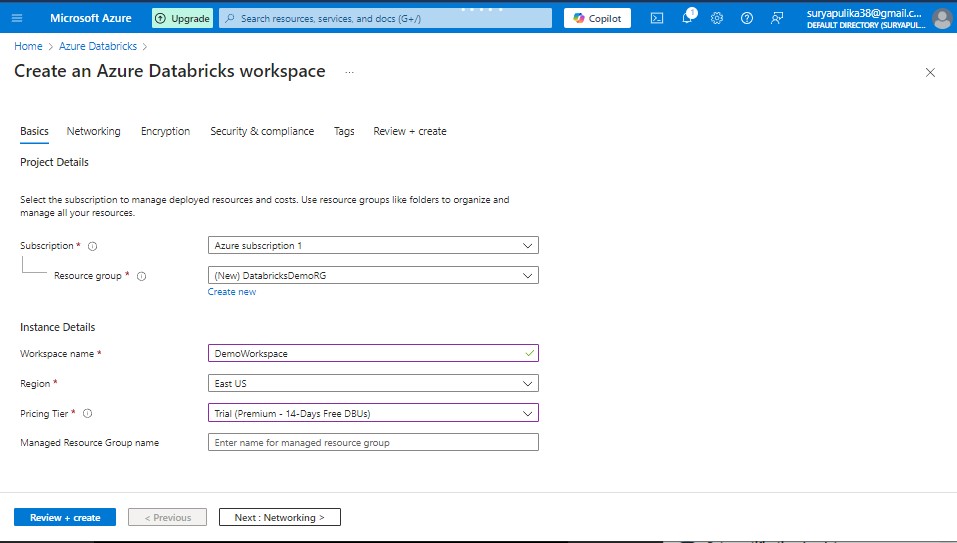 Microsoft Azure
Upgrade
Search resources, services, and docs (G+/)
Copilot
1
suryapulika38@gmail.c...
DEFAULT DIRECTORY (SURYAPUL...
Home > Azure Databricks >
Create an Azure Databricks workspace ...
Basics Networking Encryption Security & compliance Tags Review + create
Project Details
Select the subscription to manage deployed resources and costs. Use resource groups like folders to organize and
manage all your resources.
Subscription * Azure subscription 1
Resource group * (New) DatabricksDemoRG
Create new
Instance Details
Workspace name * DemoWorkspace
Region * East US
Pricing Tier * Trial (Premium - 14-Days Free DBUs)
Managed Resource Group name Enter name for managed resource group
Review + create < Previous Next : Networking >